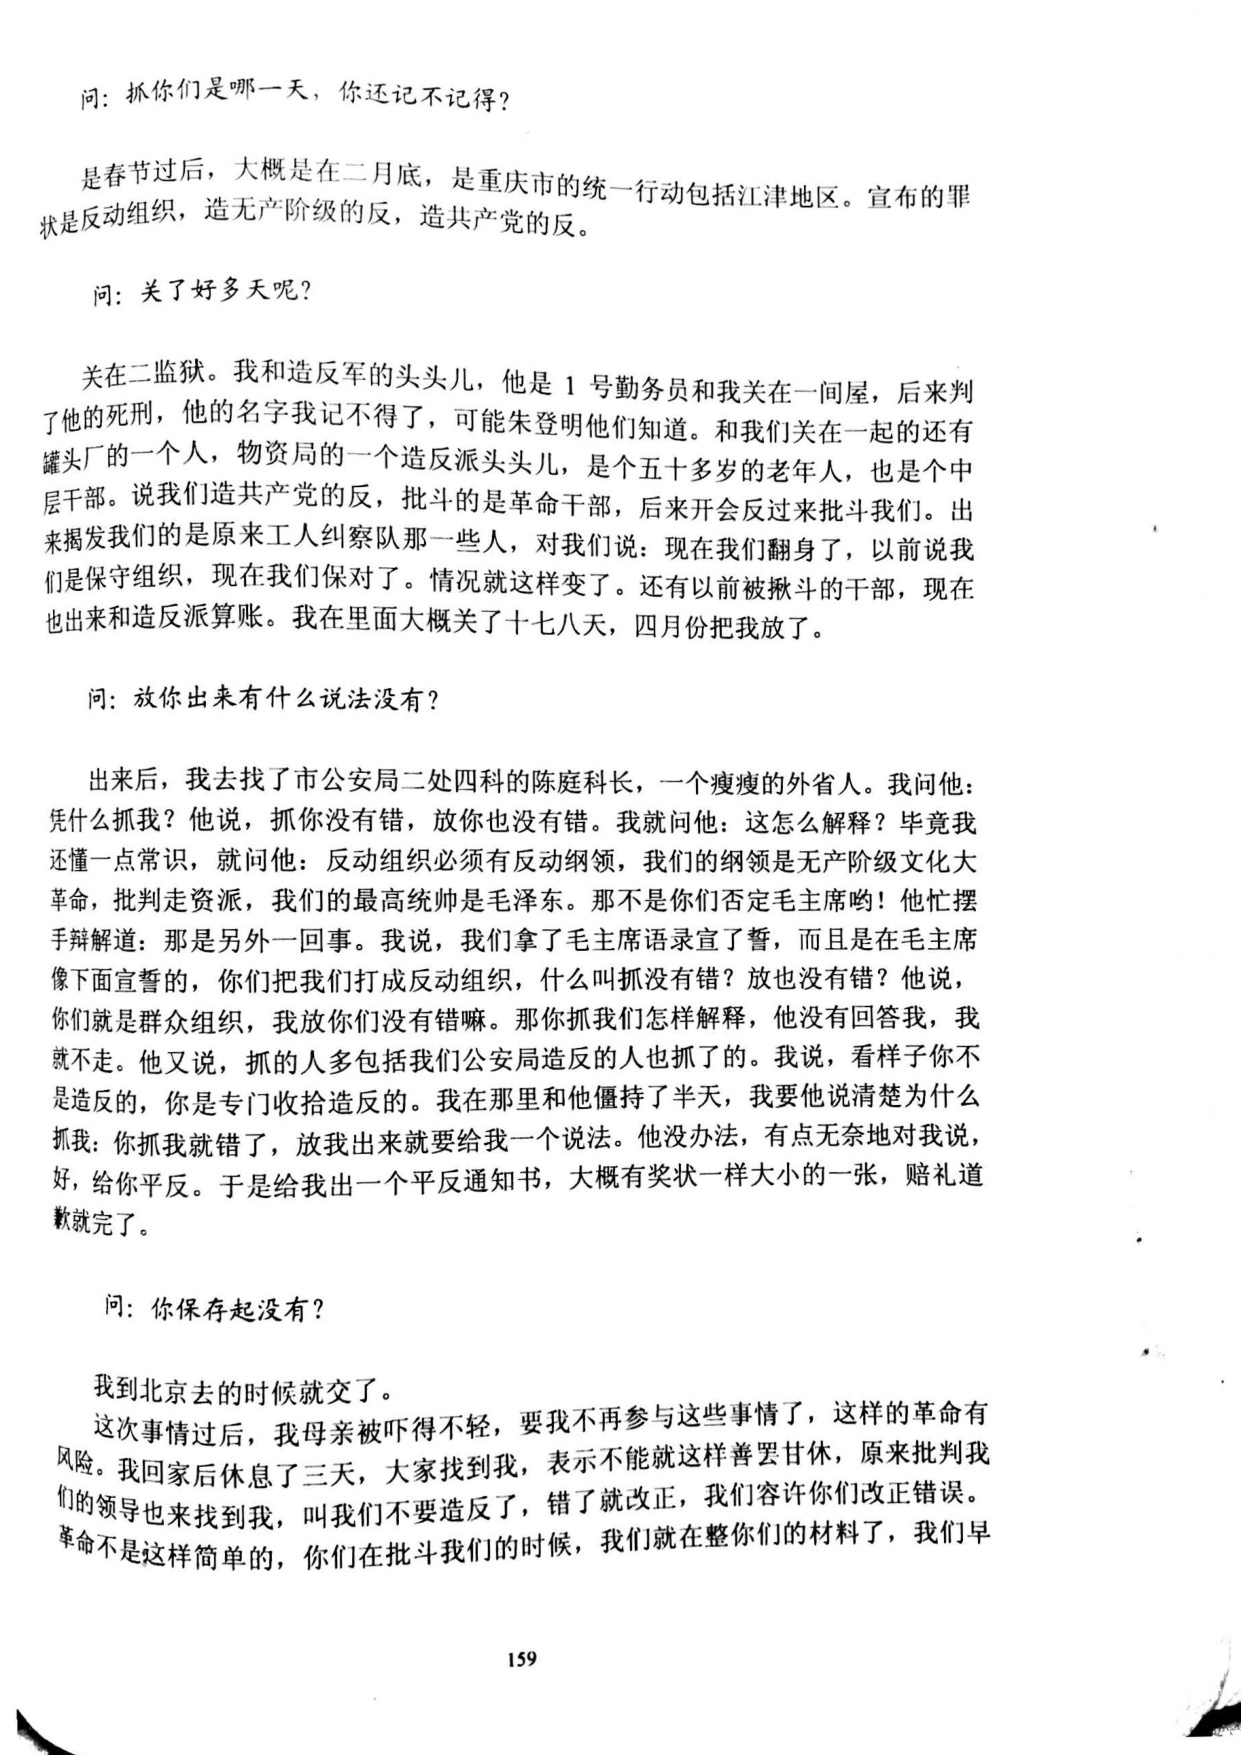 问：抓你们是哪一天，你还记不记得？
是春节过后，大概是在二月底，是重庆市的统一行动包括江津地区。宣布的罪
状是反动组织，造无产阶级的反，造共产党的反。
问：关了好多天呢？
关在二监狱。我和造反军的头头儿，他是 1 号勤务员和我关在一间屋，后来判
了他的死刑，他的名字我记不得了，可能朱登明他们知道。和我们关在一起的还有
罐头厂的一个人，物资局的一个造反派头头儿，是个五十多岁的老年人，也是个中
层干部。说我们造共产党的反，批斗的是革命干部，后来开会反过来批斗我们。出
来揭发我们的是原来工人纠察队那一些人，对我们说：现在我们翻身了，以前说我
们是保守组织，现在我们保对了。情况就这样变了。还有以前被揪斗的干部，现在
也出来和造反派算账。我在里面大概关了十七八天，四月份把我放了。
问：放你出来有什么说法没有？
出来后，我去找了市公安局二处四科的陈庭科长，一个瘦瘦的外省人。我问他：
凭什么抓我？他说，抓你没有错，放你也没有错。我就问他：这怎么解释？毕竟我
还懂一点常识，就问他：反动组织必须有反动纲领，我们的纲领是无产阶级文化大
革命，批判走资派，我们的最高统帅是毛泽东。那不是你们否定毛主席哟！他忙摆
手辩解道：那是另外一回事。我说，我们拿了毛主席语录宣了誓，而且是在毛主席
像下面宣誓的，你们把我们打成反动组织，什么叫抓没有错？放也没有错？他说，
你们就是群众组织，我放你们没有错嘛。那你抓我们怎样解释，他没有回答我，我
就不走。他又说，抓的人多包括我们公安局造反的人也抓了的。我说，看样子你不
是造反的，你是专门收拾造反的。我在那里和他僵持了半天，我要他说清楚为什么
抓我：你抓我就错了，放我出来就要给我一个说法。他没办法，有点无奈地对我说，
好，给你平反。于是给我出一个平反通知书，大概有奖状一样大小的一张，赔礼道
歉就完了。
问：你保存起没有？
我到北京去的时候就交了。
这次事情过后，我母亲被吓得不轻，要我不再参与这些事情了，这样的革命有
风险。我回家后休息了三天，大家找到我，表示不能就这样善罢甘休，原来批判我
们的领导也来找到我，叫我们不要造反了，错了就改正，我们容许你们改正错误。
革命不是这样简单的，你们在批斗我们的时候，我们就在整你们的材料了，我们早
159